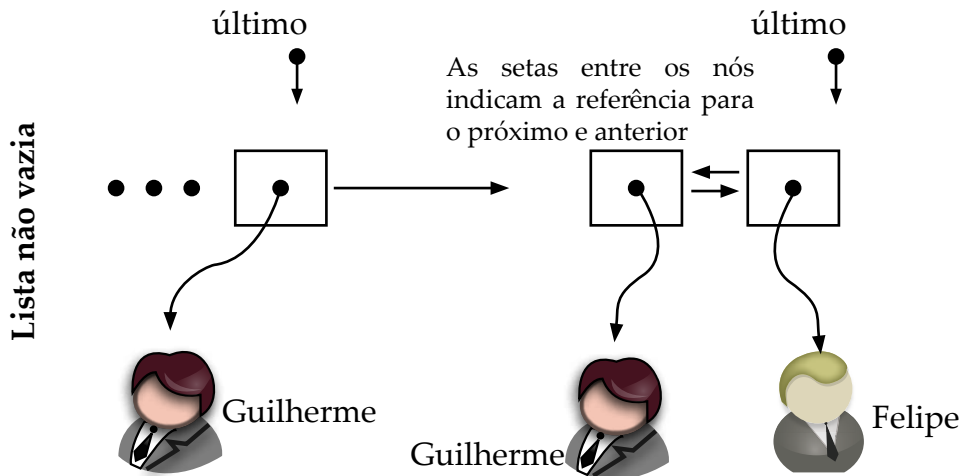 último
último
As setas entre os nós
indicam a referência para
o próximo e anterior
Lista não vazia
Guilherme
Guilherme
Felipe